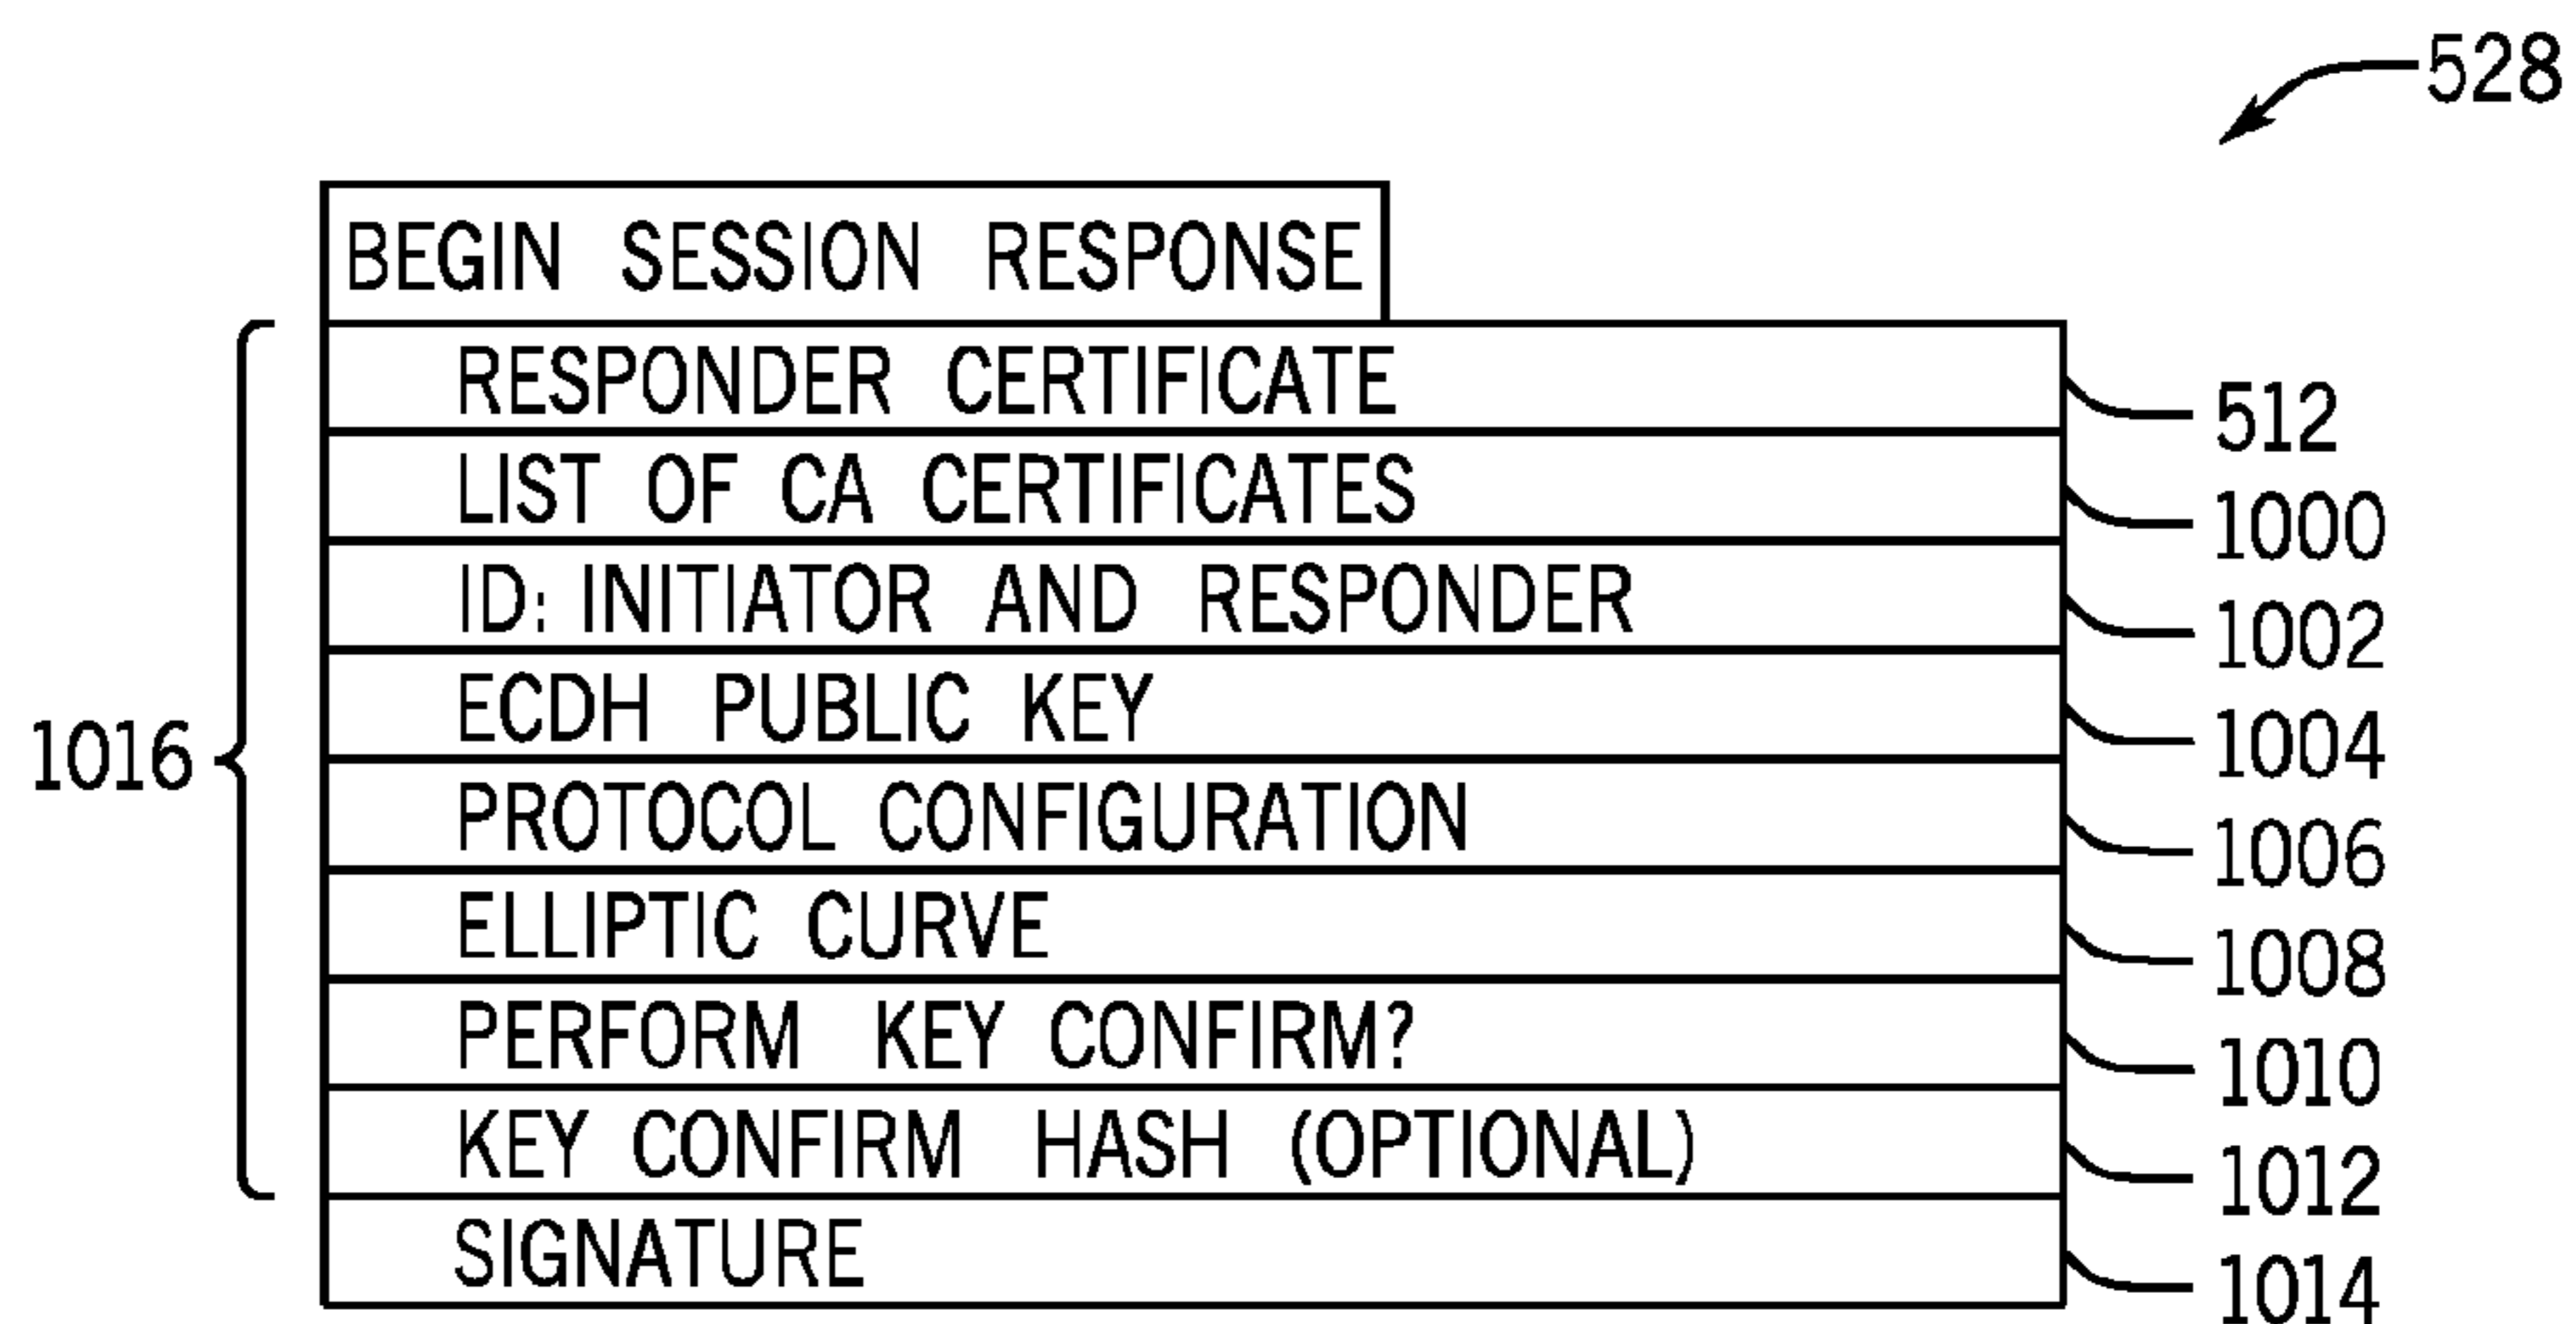 528
BEGIN SESSION RESPONSE
RESPONDER CERTIFICATE 512
LIST OF CA CERTIFICATES 1000
ID: INITIATOR AND RESPONDER 1002
ECDH PUBLIC KEY 1004
1016
PROTOCOL CONFIGURATION 1006
ELLIPTIC CURVE 1008
PERFORM KEY CONFIRM? 1010
KEY CONFIRM HASH (OPTIONAL) 1012
SIGNATURE 1014